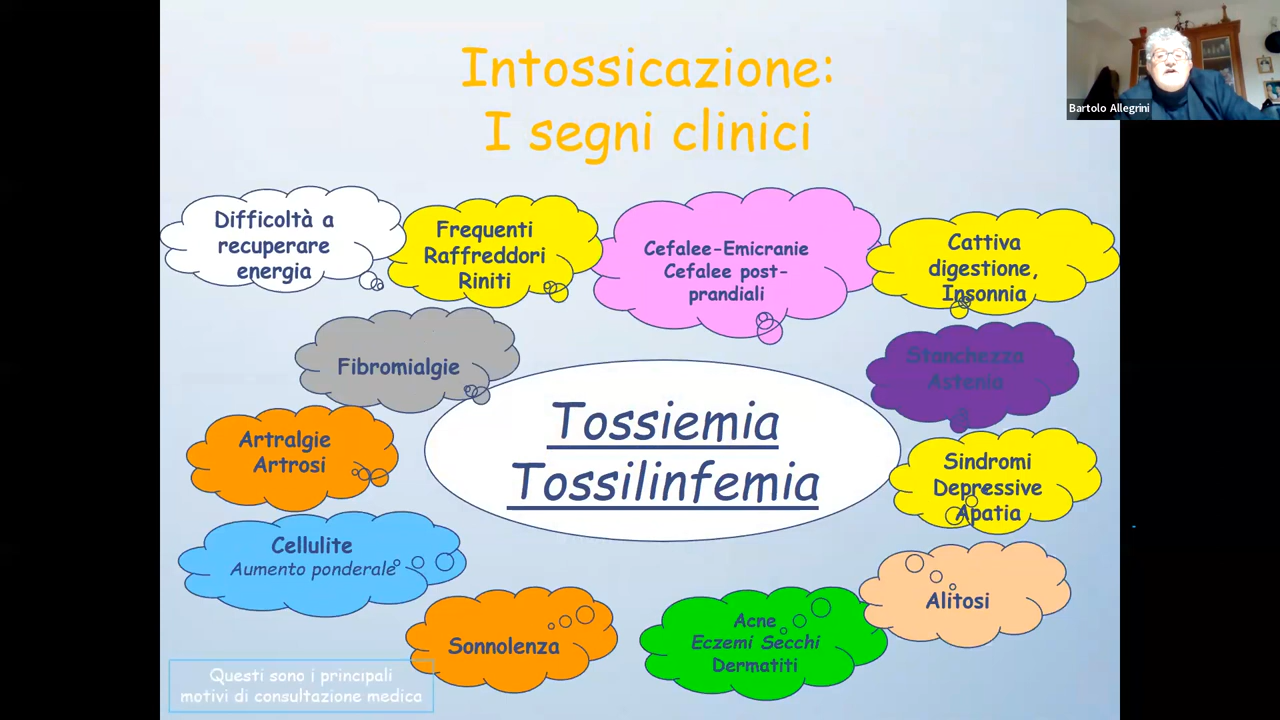 Intossicazione:
I segni clinici
Bartolo Allegrini
Difficoltà a
recuperare
energia
Frequenti
Raffreddori
Riniti
Cefalee-Emicranie
Cefalee post-
prandiali
Cattiva
digestione,
Insonnia
Fibromialgie
Stanchezza
Astenia
Tossiemia
Tossilinfemia
Artralgie
Artrosi
Sindromi
Depressive
Apatia
Cellulite
Aumento ponderale
Alitosi
Sonnolenza
Acne
Eczemi Secchi
Dermatiti
Questi sono i principali
motivi di consultazione medica